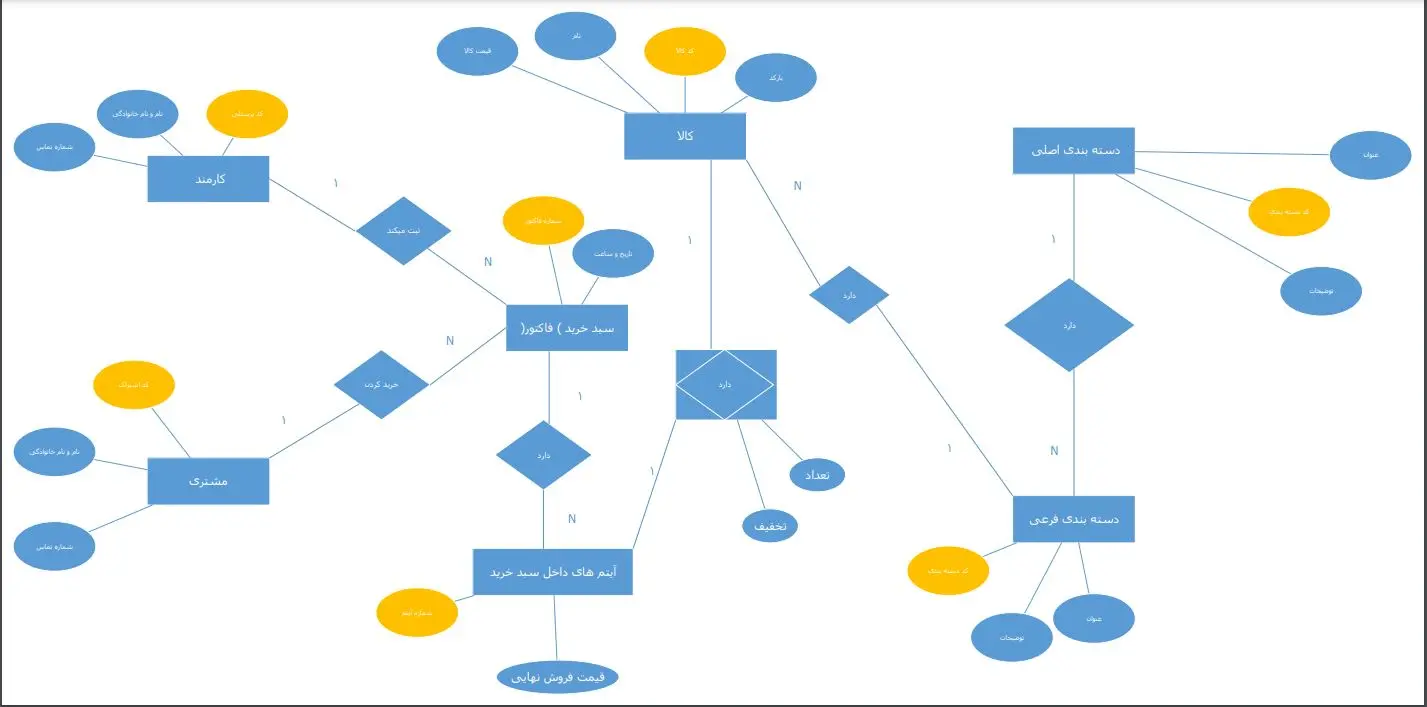 قیمت کالا
نام
کد کالا
بارکد
کالا
نام و نام خانوادگی
کد پرسنلی
شماره تماس
کارمند
۱
ثبت میکند
N
شماره فاکتور
تاریخ و ساعت
سبد خرید ) فاکتور(
N
خرید کردن
۱
کد اشتراک
نام و نام خانوادگی
مشتری
شماره تماس
۱
دارد
N
آیتم های داخل سبد خرید
شماره آیتم
قیمت فروش نهایی
۱
دارد
۱
تعداد
تخفیف
N
دارد
۱
دسته بندی اصلی
عنوان
کد دسته بندی
توضیحات
۱
دارد
N
دسته بندی فرعی
کد دسته بندی
توضیحات
عنوان